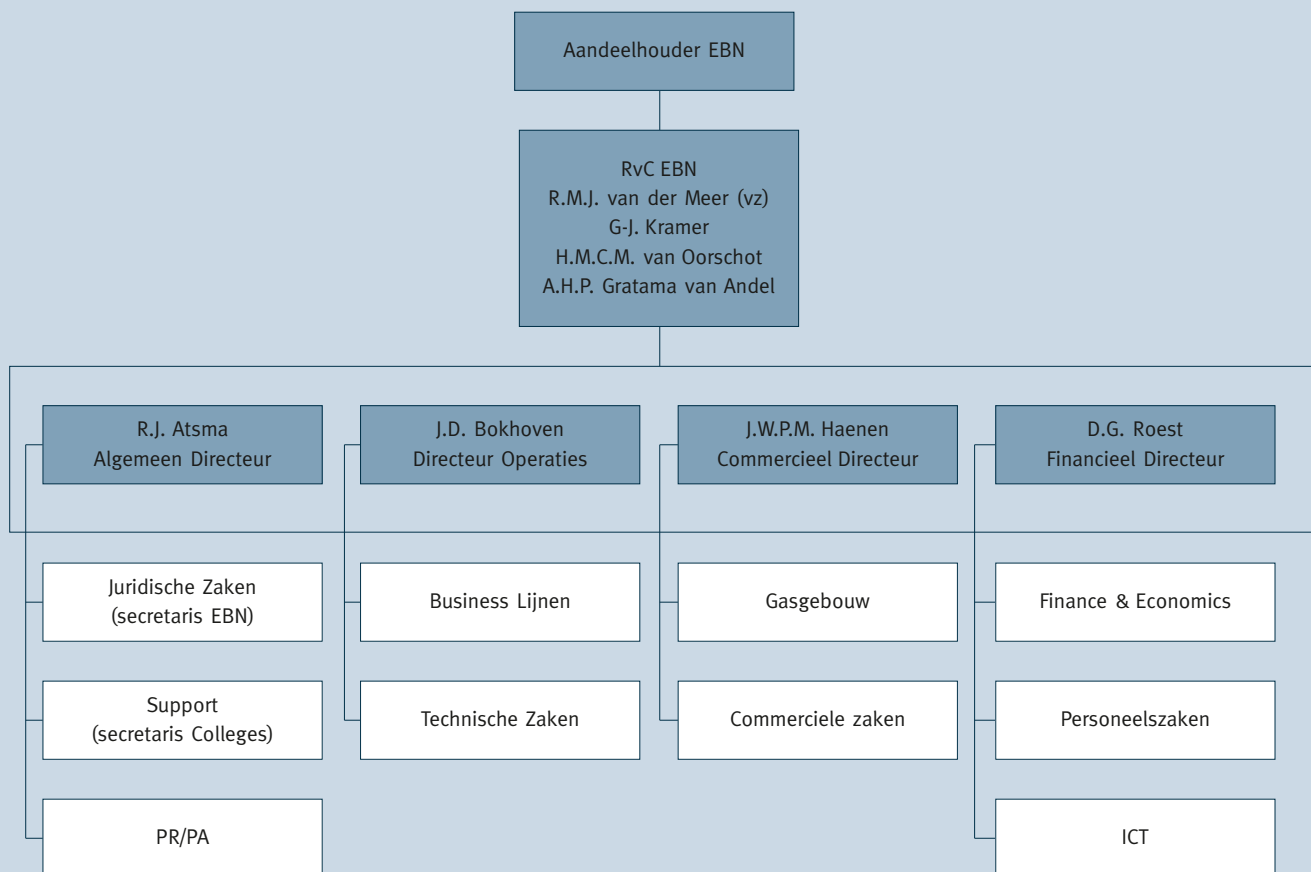 Aandeelhouder EBN
RvC EBN
R.M.J. van der Meer (vz)
G-J. Kramer
H.M.C.M. van Oorschot
A.H.P. Gratama van Andel
R.J. Atsma
Algemeen Directeur
J.D. Bokhoven
Directeur Operaties
J.W.P.M. Haenen
Commercieel Directeur
D.G. Roest
Financieel Directeur
Juridische Zaken
(secretaris EBN)
Business Lijnen
Gasgebouw
Finance & Economics
Support
(secretaris Colleges)
Technische Zaken
Commerciele zaken
Personeelszaken
PR/PA
ICT